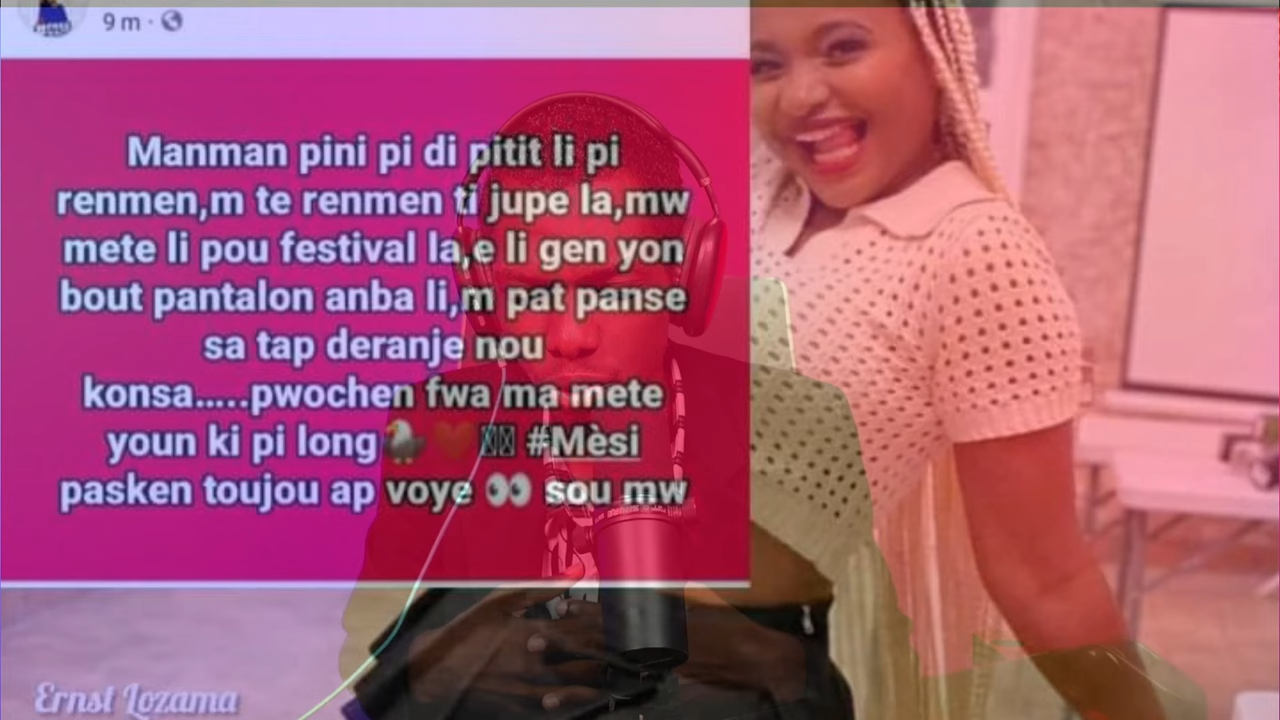 9 m ·
Manman pini pi di pitit li pi
renmen,m te renmen ti jupe la,mw
mete li pou festival la,e li gen yon
bout pantalon anba li,m pat panse
sa tap deranje nou
konsa.....pwochen fwa ma mete
youn ki pi long🐓🧡 #Mèsi
pasken toujou ap voye 👀 sou mw
Ernst Lozama